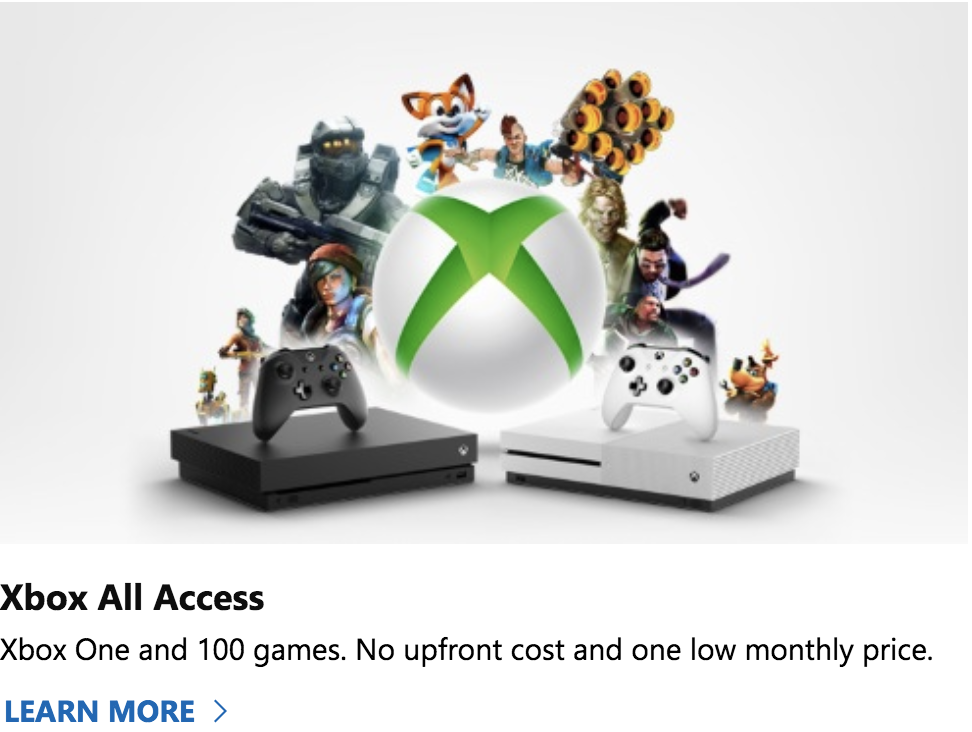 Xbox All Access
Xbox One and 100 games. No upfront cost and one low monthly price.
LEARN MORE